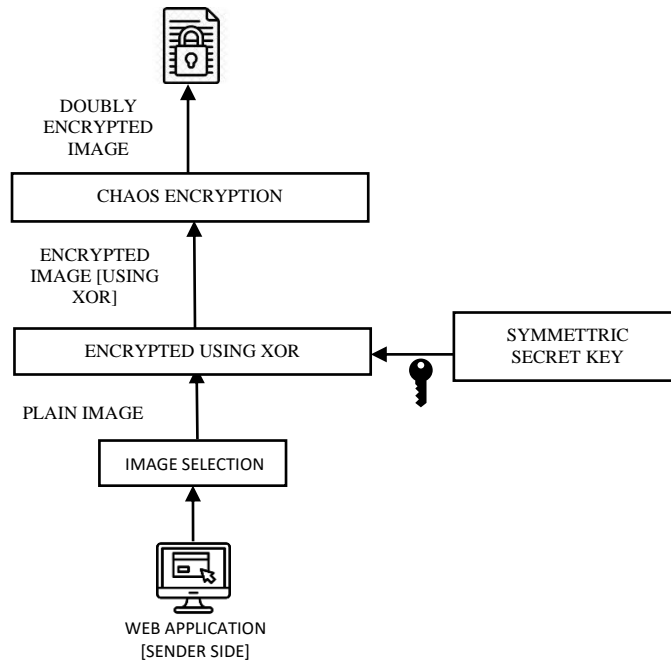 DOUBLY
ENCRYPTED
IMAGE
CHAOS ENCRYPTION
ENCRYPTED
IMAGE [USING
XOR]
ENCRYPTED USING XOR
SYMMETTRIC
SECRET KEY
PLAIN IMAGE
IMAGE SELECTION
WEB APPLICATION
[SENDER SIDE]